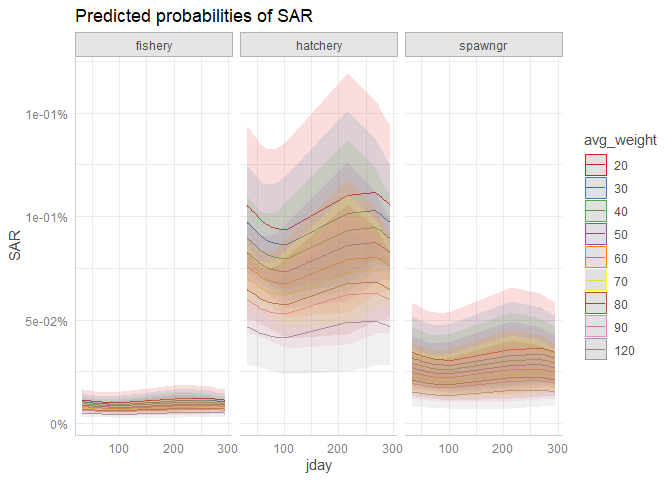 Predicted probabilities of SAR
fishery hatchery spawngr
1e-01%
1e-01%
5e-02%
0%
SAR
100 200 300 100 200 300 100 200 300
jday
avg_weight
20
30
40
50
60
70
80
90
120